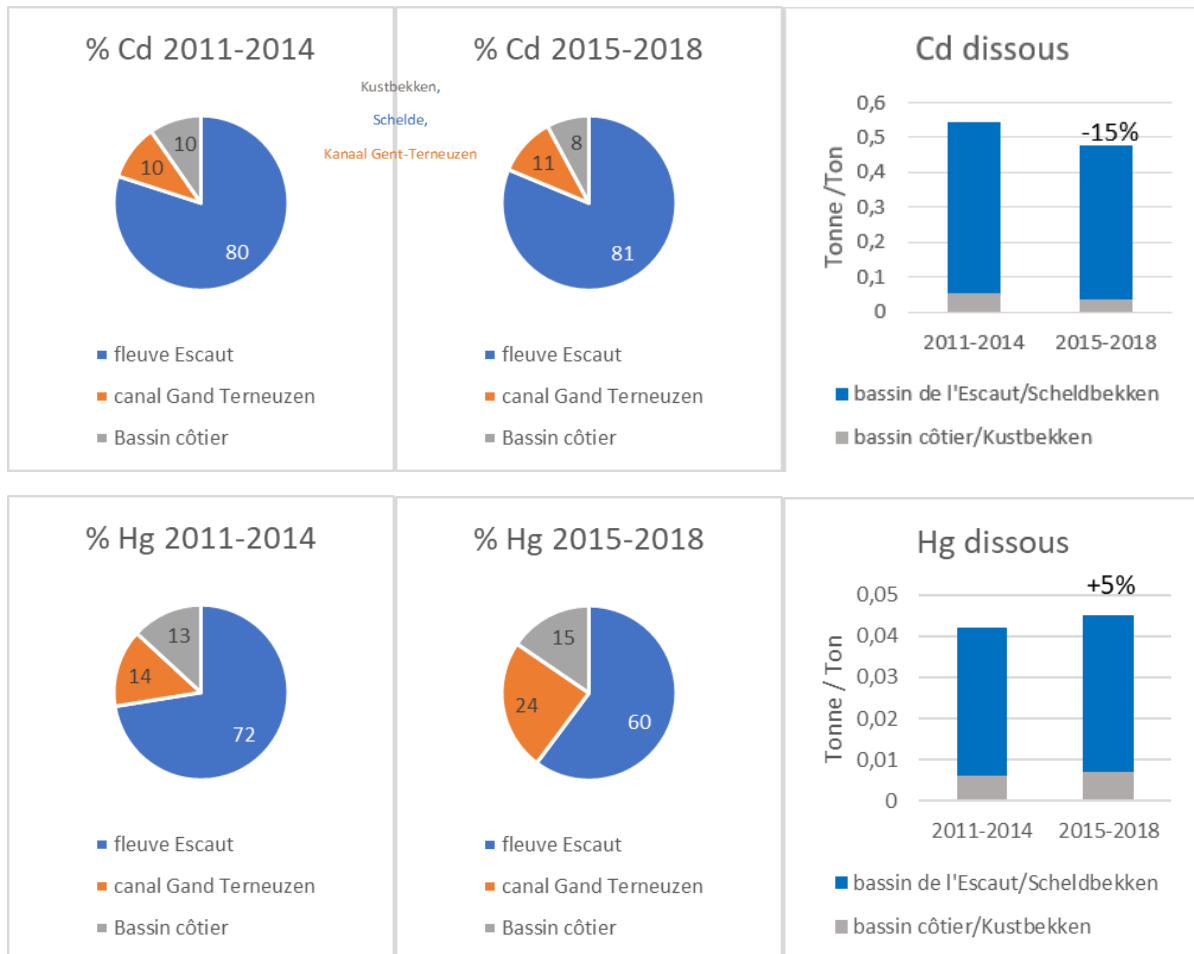 % Cd 2011-2014
10
10
80
fleuve Escaut
canal Gand Terneuzen
Bassin côtier
Kustbekken,
Schelde,
Kanaal Gent-Terneuzen
% Cd 2015-2018
8
11
81
fleuve Escaut
canal Gand Terneuzen
Bassin côtier
Cd dissous
Tonne /Ton
0,6
0,5
0,4
0,3
0,2
0,1
0
-15%
2011-2014
2015-2018
bassin de l'Escaut/Scheldbekken
bassin côtier/Kustbekken
% Hg 2011-2014
13
14
72
fleuve Escaut
canal Gand Terneuzen
Bassin côtier
% Hg 2015-2018
15
24
60
fleuve Escaut
canal Gand Terneuzen
Bassin côtier
Hg dissous
Tonne / Ton
0,05
0,04
0,03
0,02
0,01
0
+5%
2011-2014
2015-2018
bassin de l'Escaut/Scheldbekken
bassin côtier/Kustbekken